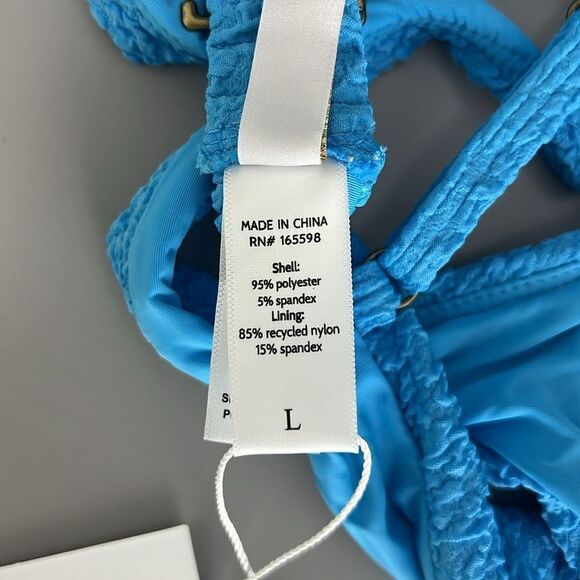 MADE IN CHINA
RN# 165598
Shell:
95% polyester
5% spandex
Lining:
85% recycled nylon
15% spandex
L